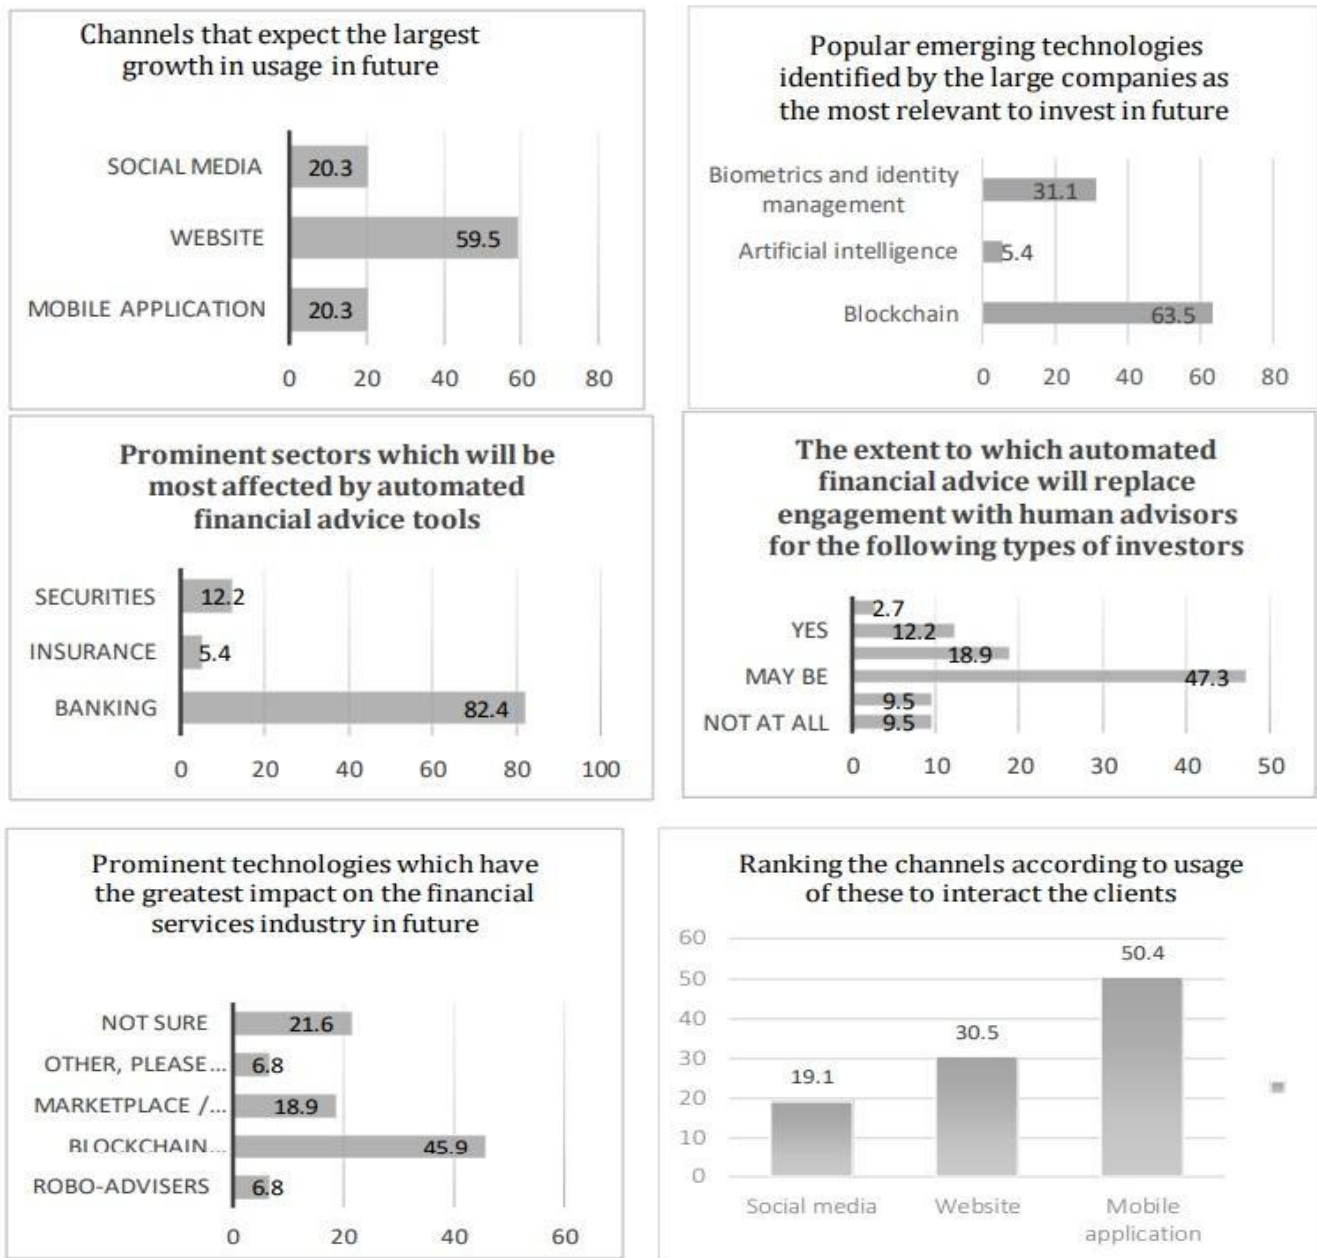 Channels that expect the largest
growth in usage in future
SOCIAL MEDIA
20.3
WEBSITE
59.5
MOBILE APPLICATION
20.3
0 20 40 60 80
Popular emerging technologies
identified by the large companies as
the most relevant to invest in future
Biometrics and identity
management
31.1
Artificial intelligence
5.4
Blockchain
63.5
0 20 40 60 80
Prominent sectors which will be
most affected by automated
financial advice tools
SECURITIES
12.2
INSURANCE
5.4
BANKING
82.4
0 20 40 60 80 100
The extent to which automated
financial advice will replace
engagement with human advisors
for the following types of investors
2.7
YES
12.2
18.9
MAY BE
47.3
9.5
NOT AT ALL
9.5
0 10 20 30 40 50
Prominent technologies which have
the greatest impact on the financial
services industry in future
NOT SURE
21.6
OTHER, PLEASE...
6.8
MARKETPLACE /...
18.9
BLOCKCHAIN...
45.9
ROBO-ADVISERS
6.8
0 20 40 60
Ranking the channels according to usage
of these to interact the clients
60
50
40
30
20
10
0
19.1
30.5
50.4
Social media
Website
Mobile
application